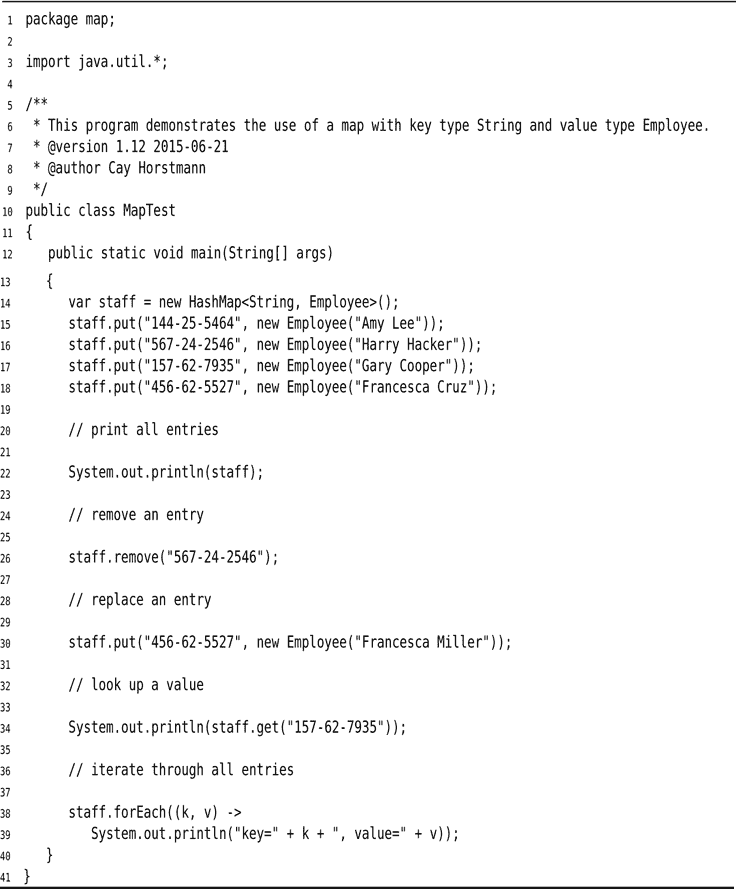 1 package map;
2
3 import java.util.*;
4
5 /**
6  * This program demonstrates the use of a map with key type String and value type Employee.
7  * @version 1.12 2015-06-21
8  * @author Cay Horstmann
9  */
10 public class MapTest
11 {
12    public static void main(String[] args)
13    {
14       var staff = new HashMap<String, Employee>();
15       staff.put("144-25-5464", new Employee("Amy Lee"));
16       staff.put("567-24-2546", new Employee("Harry Hacker"));
17       staff.put("157-62-7935", new Employee("Gary Cooper"));
18       staff.put("456-62-5527", new Employee("Francesca Cruz"));
19
20       // print all entries
21
22       System.out.println(staff);
23
24       // remove an entry
25
26       staff.remove("567-24-2546");
27
28       // replace an entry
29
30       staff.put("456-62-5527", new Employee("Francesca Miller"));
31
32       // look up a value
33
34       System.out.println(staff.get("157-62-7935"));
35
36       // iterate through all entries
37
38       staff.forEach((k, v) ->
39          System.out.println("key=" + k + ", value=" + v));
40    }
41 }